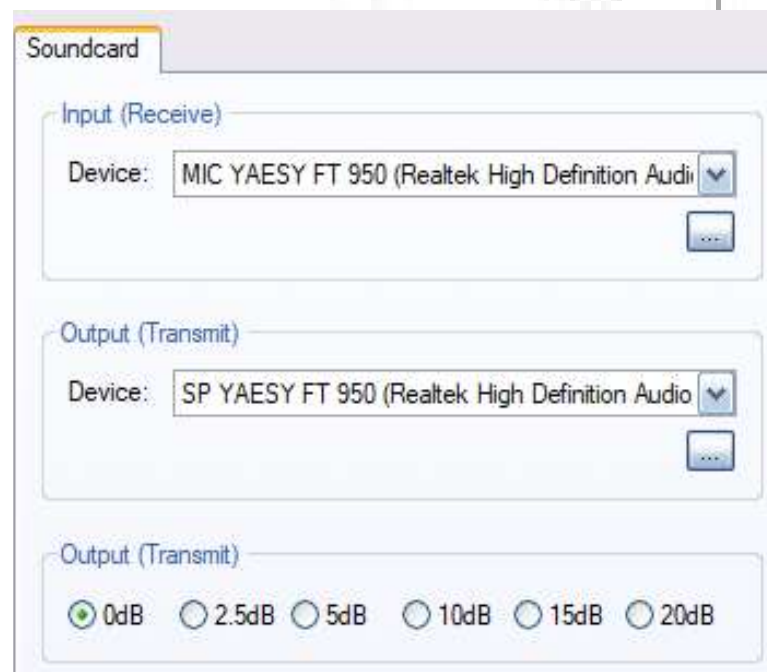 Soundcard
Input (Receive)
Device: MIC YAESY FT 950 (Realtek High Definition Audi
...
Output (Transmit)
Device: SP YAESY FT 950 (Realtek High Definition Audio
...
Output (Transmit)
0dB 2.5dB 5dB 10dB 15dB 20dB